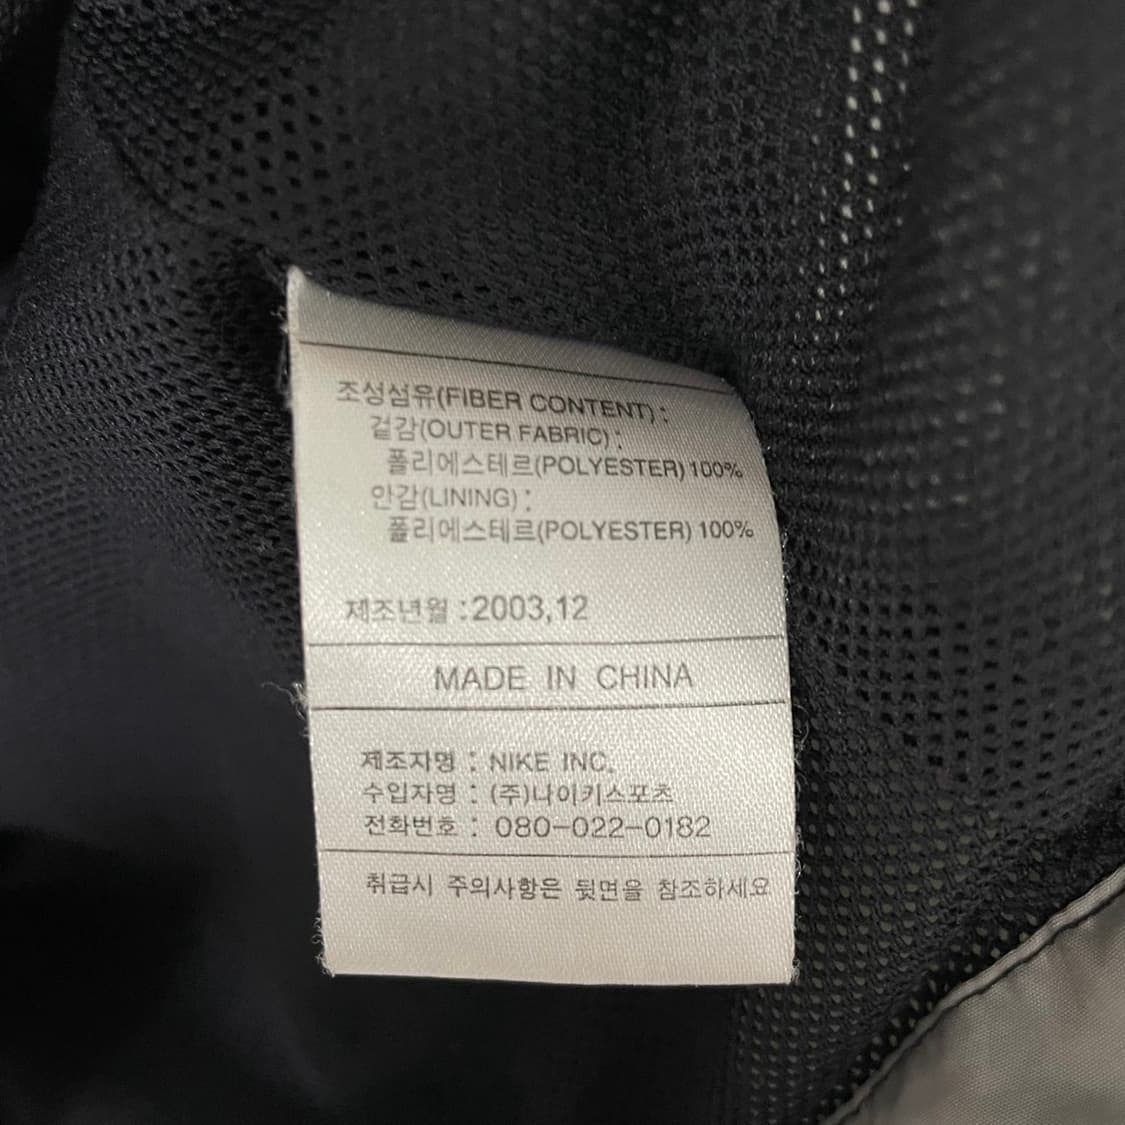 조성섬유(FIBER CONTENT):
겉감(OUTER FABRIC):
폴리에스테르(POLYESTER)100%
안감(LINING):
폴리에스테르(POLYESTER)100%
제조년월:2003,12
MADE IN CHINA
제조자명 : NIKE INC.
수입자명 : (주)나이키스포츠
전화번호 : 080-022-0182
취급시 주의사항은 뒷면을 참조하세요